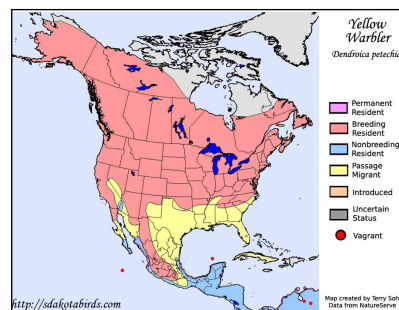 Yellow
Warbler
Dendroica petechia
Permanent
Resident
Breeding
Resident
Nonbreeding
Resident
Passage
Migrant
Introduced
Uncertain
Status
Vagrant
http://sdakotabirds.com
Map created by Terry Soh
Data from NatureServe